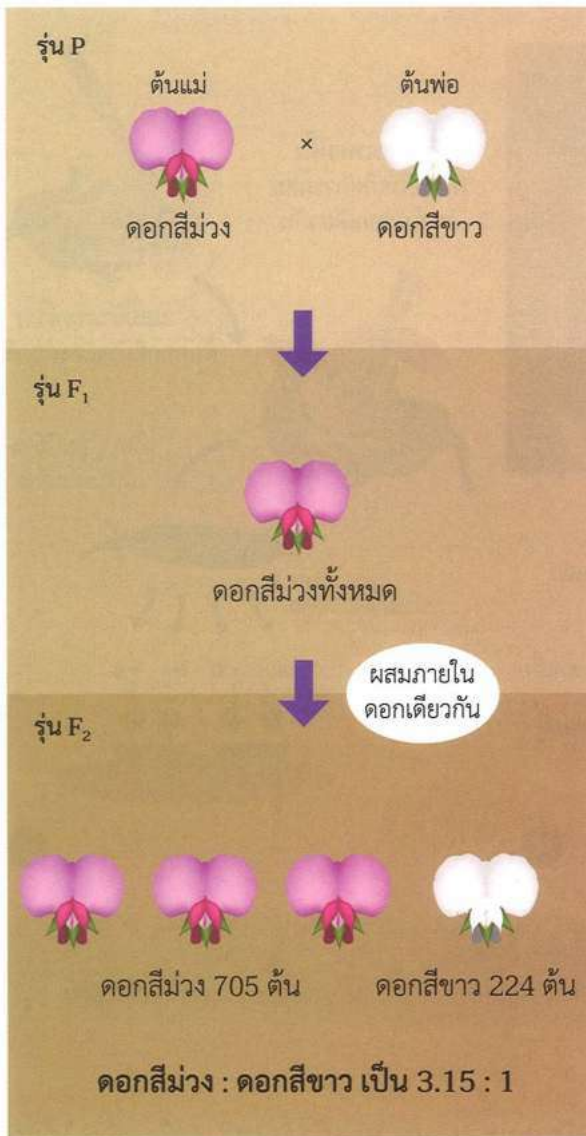 รุ่น P
ต้นแม่ ต้นพ่อ
×
ดอกสีม่วง ดอกสีขาว
รุ่น F₁
ดอกสีม่วงทั้งหมด
ผสมภายใน
ดอกเดียวกัน
รุ่น F₂
ดอกสีม่วง 705 ต้น ดอกสีขาว 224 ต้น
ดอกสีม่วง : ดอกสีขาว เป็น 3.15 : 1